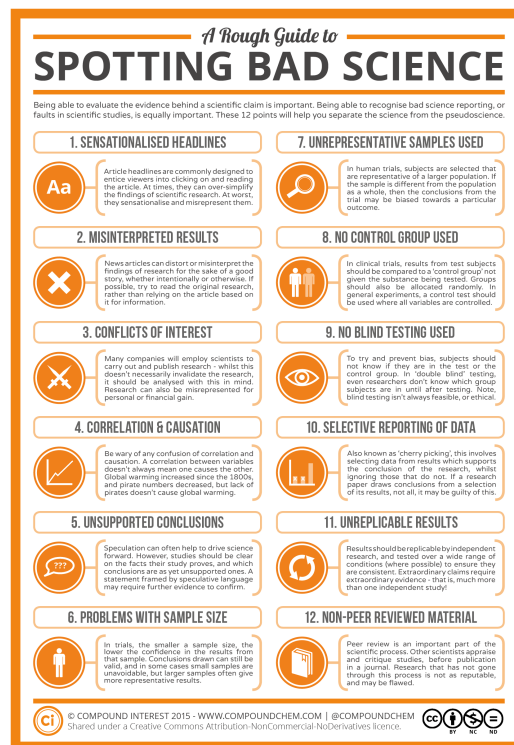 A Rough Guide to
SPOTTING BAD SCIENCE
Being able to evaluate the evidence behind a scientific claim is important. Being able to recognise bad science reporting, or
faults in scientific studies, is equally important. These 12 points will help you separate the science from the pseudoscience.
1. SENSATIONALISED HEADLINES
Aa
Article headlines are commonly designed to
entice viewers into clicking on and reading
the article. At times, they can over-simplify
the findings of scientific research. At worst,
they sensationalise and misrepresent them.
2. MISINTERPRETED RESULTS
News articles can distort or misinterpret the
findings of research for the sake of a good
story, whether intentionally or otherwise. If
possible, try to read the original research,
rather than relying on the article based on
it for information.
3. CONFLICTS OF INTEREST
Many companies will employ scientists to
carry out and publish research - whilst this
doesn't necessarily invalidate the research,
it should be analysed with this in mind.
Research can also be misrepresented for
personal or financial gain.
4. CORRELATION & CAUSATION
Be wary of any confusion of correlation and
causation. A correlation between variables
doesn't always mean one causes the other.
Global warming increased since the 1800s,
and pirate numbers decreased, but lack of
pirates doesn't cause global warming.
5. UNSUPPORTED CONCLUSIONS
???
Speculation can often help to drive science
forward. However, studies should be clear
on the facts their study proves, and which
conclusions are as yet unsupported ones. A
statement framed by speculative language
may require further evidence to confirm.
6. PROBLEMS WITH SAMPLE SIZE
In trials, the smaller a sample size, the
lower the confidence in the results from
that sample. Conclusions drawn can still be
valid, and in some cases small samples are
unavoidable, but larger samples often give
more representative results.
7. UNREPRESENTATIVE SAMPLES USED
In human trials, subjects are selected that
are representative of a larger population. If
the sample is different from the population
as a whole, then the conclusions from the
trial may be biased towards a particular
outcome.
8. NO CONTROL GROUP USED
In clinical trials, results from test subjects
should be compared to a 'control group' not
given the substance being tested. Groups
should also be allocated randomly. In
general experiments, a control test should
be used where all variables are controlled.
9. NO BLIND TESTING USED
To try and prevent bias, subjects should
not know if they are in the test or the
control group. In 'double blind' testing,
even researchers don't know which group
subjects are in until after testing. Note,
blind testing isn't always feasible, or ethical.
10. SELECTIVE REPORTING OF DATA
Also known as 'cherry picking', this involves
selecting data from results which supports
the conclusion of the research, whilst
ignoring those that do not. If a research
paper draws conclusions from a selection
of its results, not all, it may be guilty of this.
11. UNREPLICABLE RESULTS
Results should be replicable by independent
research, and tested over a wide range of
conditions (where possible) to ensure they
are consistent. Extraordinary claims require
extraordinary evidence - that is, much more
than one independent study!
12. NON-PEER REVIEWED MATERIAL
Peer review is an important part of the
scientific process. Other scientists appraise
and critique studies, before publication
in a journal. Research that has not gone
through this process is not as reputable,
and may be flawed.
Ci
© COMPOUND INTEREST 2015 - WWW.COMPOUNDCHEM.COM | @COMPOUNDCHEM
Shared under a Creative Commons Attribution-NonCommercial-NoDerivatives licence.
cc
BY NC ND